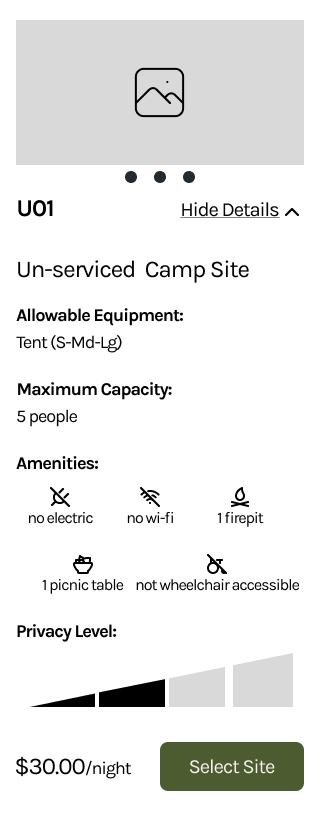 U01
Hide Details
Un-serviced Camp Site
Allowable Equipment:
Tent (S-Md-Lg)
Maximum Capacity:
5 people
Amenities:
no electric
no wi-fi
1 firepit
1 picnic table
not wheelchair accessible
Privacy Level:
$30.00/night
Select Site